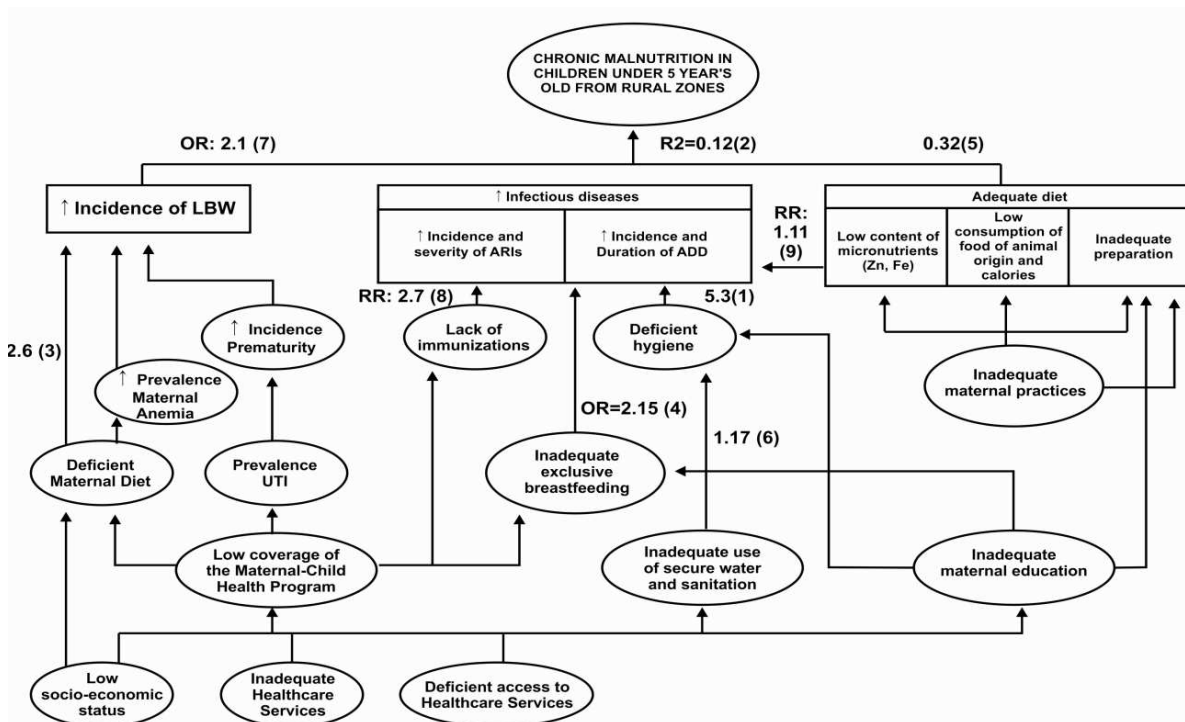 CHRONIC MALNUTRITION IN
CHILDREN UNDER 5 YEAR'S
OLD FROM RURAL ZONES
OR: 2.1 (7)
R2=0.12(2)
0.32(5)
↑ Incidence of LBW
↑ Infectious diseases
↑ Incidence and
severity of ARIs
↑ Incidence and
Duration of ADD
RR:
1.11
(9)
Adequate diet
Low content of
micronutrients
(Zn, Fe)
Low
consumption of
food of animal
origin and
calories
Inadequate
preparation
RR: 2.7 (8)
5.3(1)
↑ Incidence
Prematurity
Lack of
immunizations
Deficient
hygiene
2.6 (3)
↑ Prevalence
Maternal
Anemia
Inadequate
maternal practices
OR=2.15 (4)
1.17 (6)
Deficient
Maternal Diet
Prevalence
UTI
Inadequate
exclusive
breastfeeding
Low coverage of
the Maternal-Child
Health Program
Inadequate use
of secure water
and sanitation
Inadequate
maternal education
Low
socio-economic
status
Inadequate
Healthcare
Services
Deficient access to
Healthcare Services